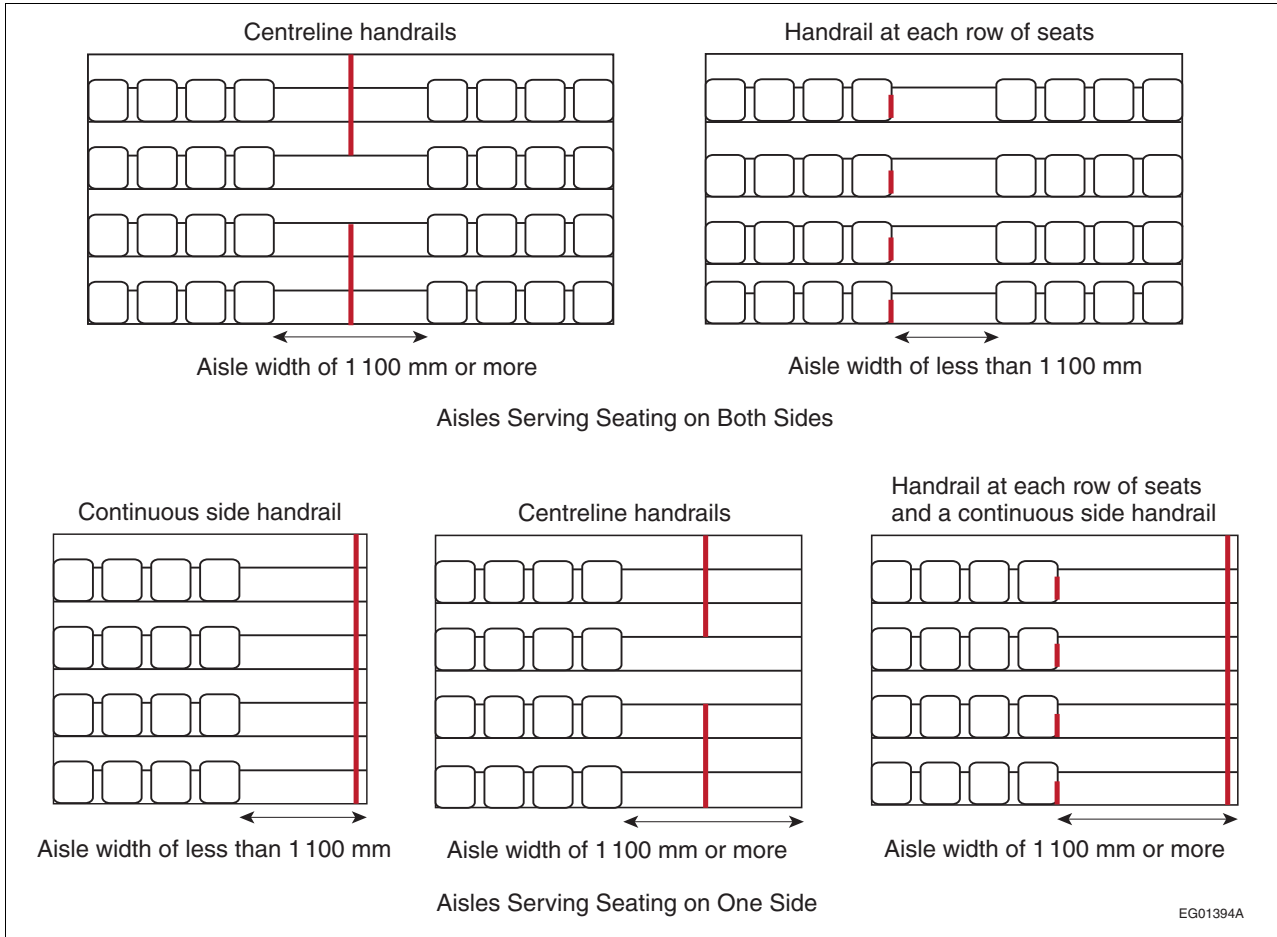 Centreline handrails
Handrail at each row of seats
Aisle width of 1 100 mm or more
Aisle width of less than 1 100 mm
Aisles Serving Seating on Both Sides
Continuous side handrail
Centreline handrails
Handrail at each row of seats
and a continuous side handrail
Aisle width of less than 1 100 mm
Aisle width of 1 100 mm or more
Aisle width of 1 100 mm or more
Aisles Serving Seating on One Side
EG01394A